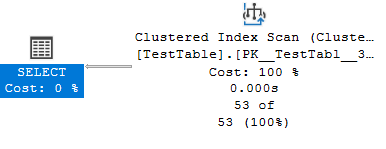 SELECT
Cost: 0 %
Clustered Index Scan (Cluste…
[TestTable].[PK__TestTabl__3…
Cost: 100 %
0.000s
53 of
53 (100%)